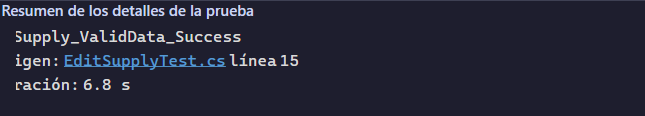 Resumen de los detalles de la prueba
Supply_ValidData_Success
igen: EditSupplyTest.cs línea 15
ración: 6.8 s